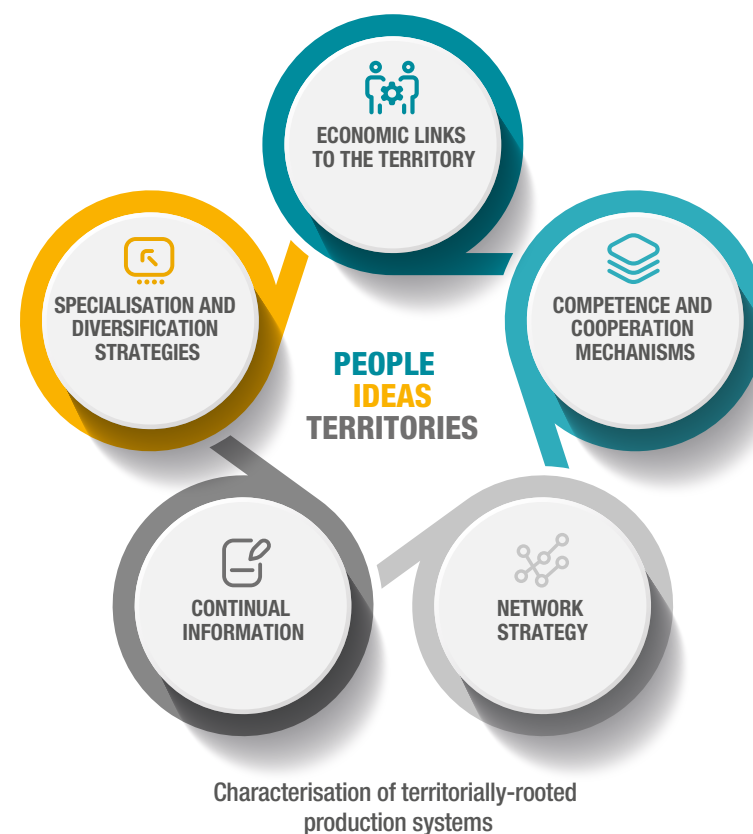 ECONOMIC LINKS
TO THE TERRITORY
SPECIALISATION AND
DIVERSIFICATION
STRATEGIES
COMPETENCE AND
COOPERATION
MECHANISMS
PEOPLE
IDEAS
TERRITORIES
CONTINUAL
INFORMATION
NETWORK
STRATEGY
Characterisation of territorially-rooted
production systems